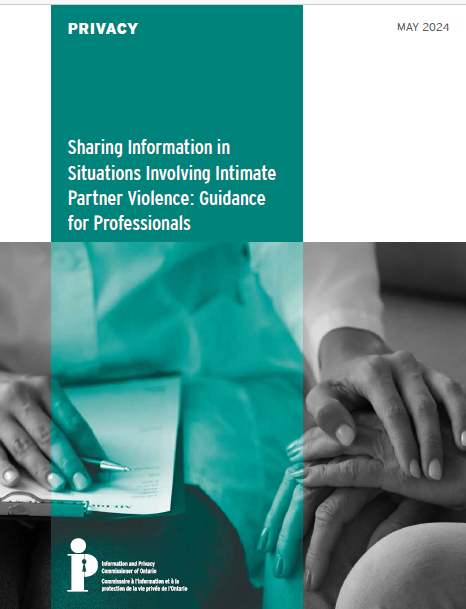 PRIVACY
MAY 2024
Sharing Information in
Situations Involving Intimate
Partner Violence: Guidance
for Professionals
Information and Privacy
Commissioner of Ontario
Commissaire à l'information et à la
protection de la vie privée de l'Ontario